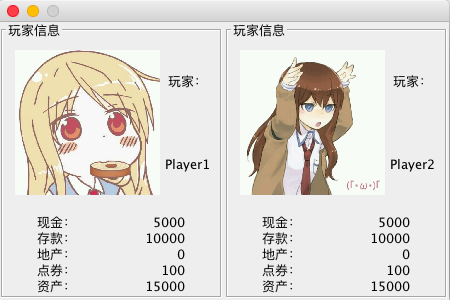 玩家信息
玩家:
Player1
现金: 5000
存款: 10000
地产: 0
点券: 100
资产: 15000
玩家信息
玩家:
Player2
(「・ω・)「
现金: 5000
存款: 10000
地产: 0
点券: 100
资产: 15000